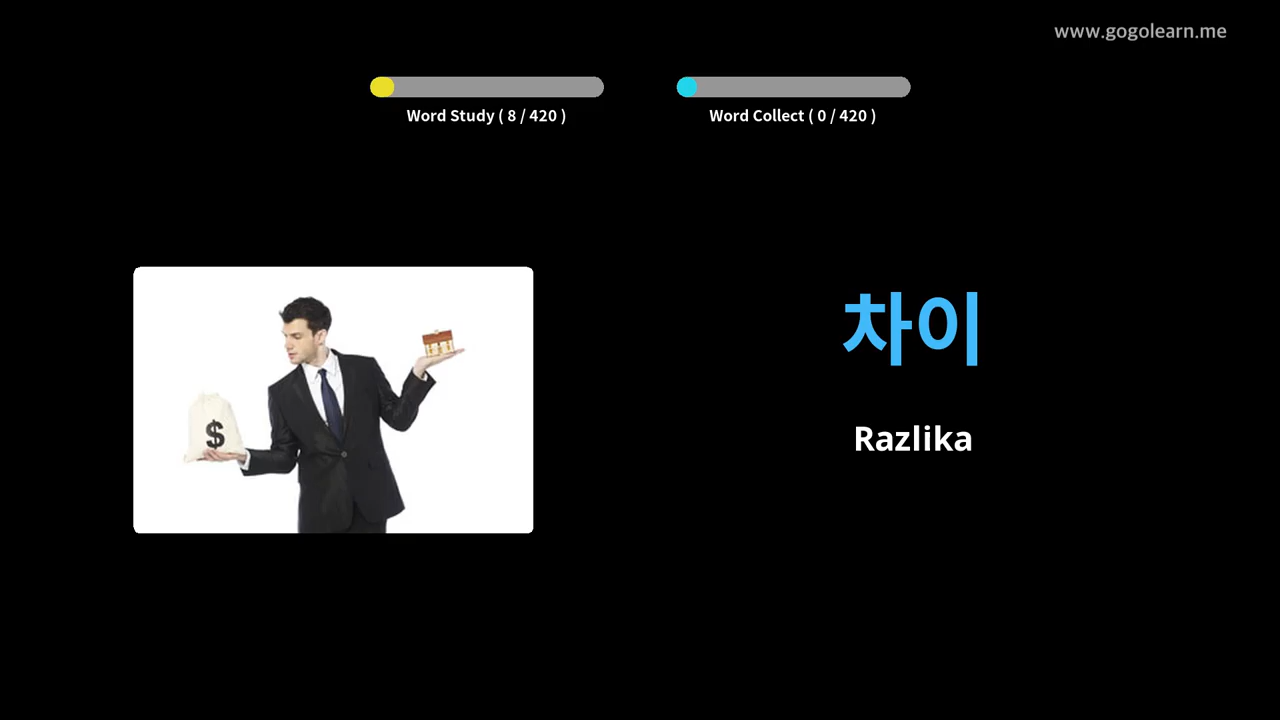 www.gogolearn.me
Word Study ( 8 / 420 )
Word Collect ( 0 / 420 )
차이
$
Razlika